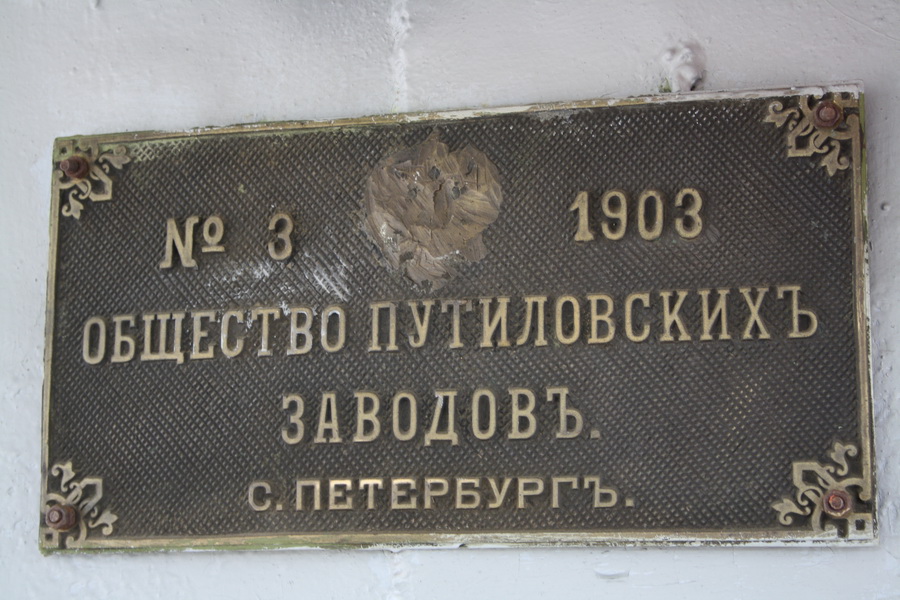 № 3 1903
ОБЩЕСТВО ПУТИЛОВСКИХЪ
ЗАВОДОВЪ.
С. ПЕТЕРБУРГЪ.